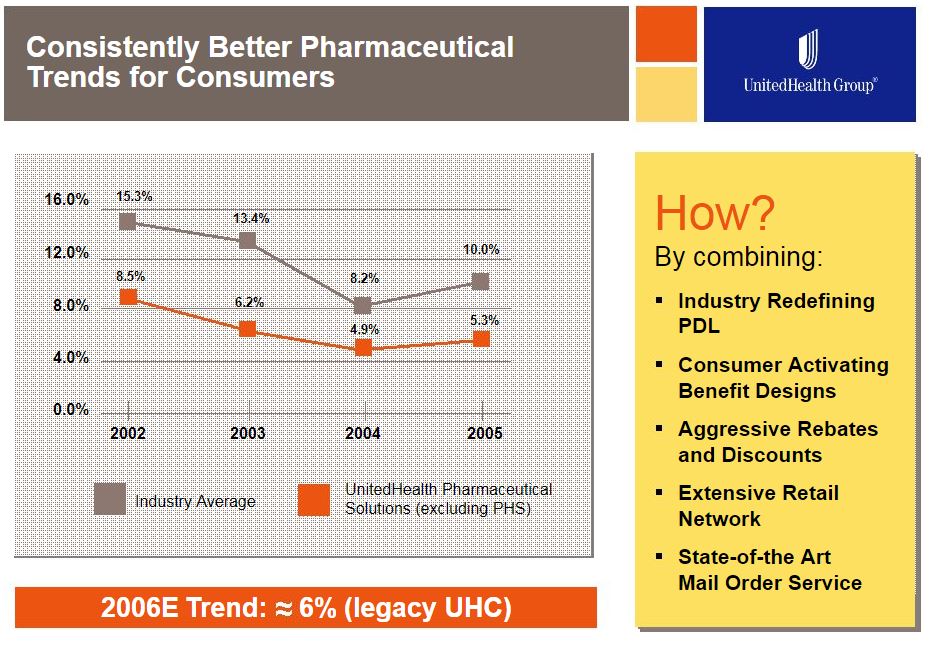 Consistently Better Pharmaceutical
Trends for Consumers
UnitedHealth Group®
16.0%
12.0%
8.0%
4.0%
0.0%
15.3%
13.4%
8.2%
10.0%
8.5%
6.2%
4.9%
5.3%
2002 2003 2004 2005
Industry Average
UnitedHealth Pharmaceutical
Solutions (excluding PHS)
2006E Trend: ≈ 6% (legacy UHC)
How?
By combining:
▪ Industry Redefining
PDL
▪ Consumer Activating
Benefit Designs
▪ Aggressive Rebates
and Discounts
▪ Extensive Retail
Network
▪ State-of-the Art
Mail Order Service